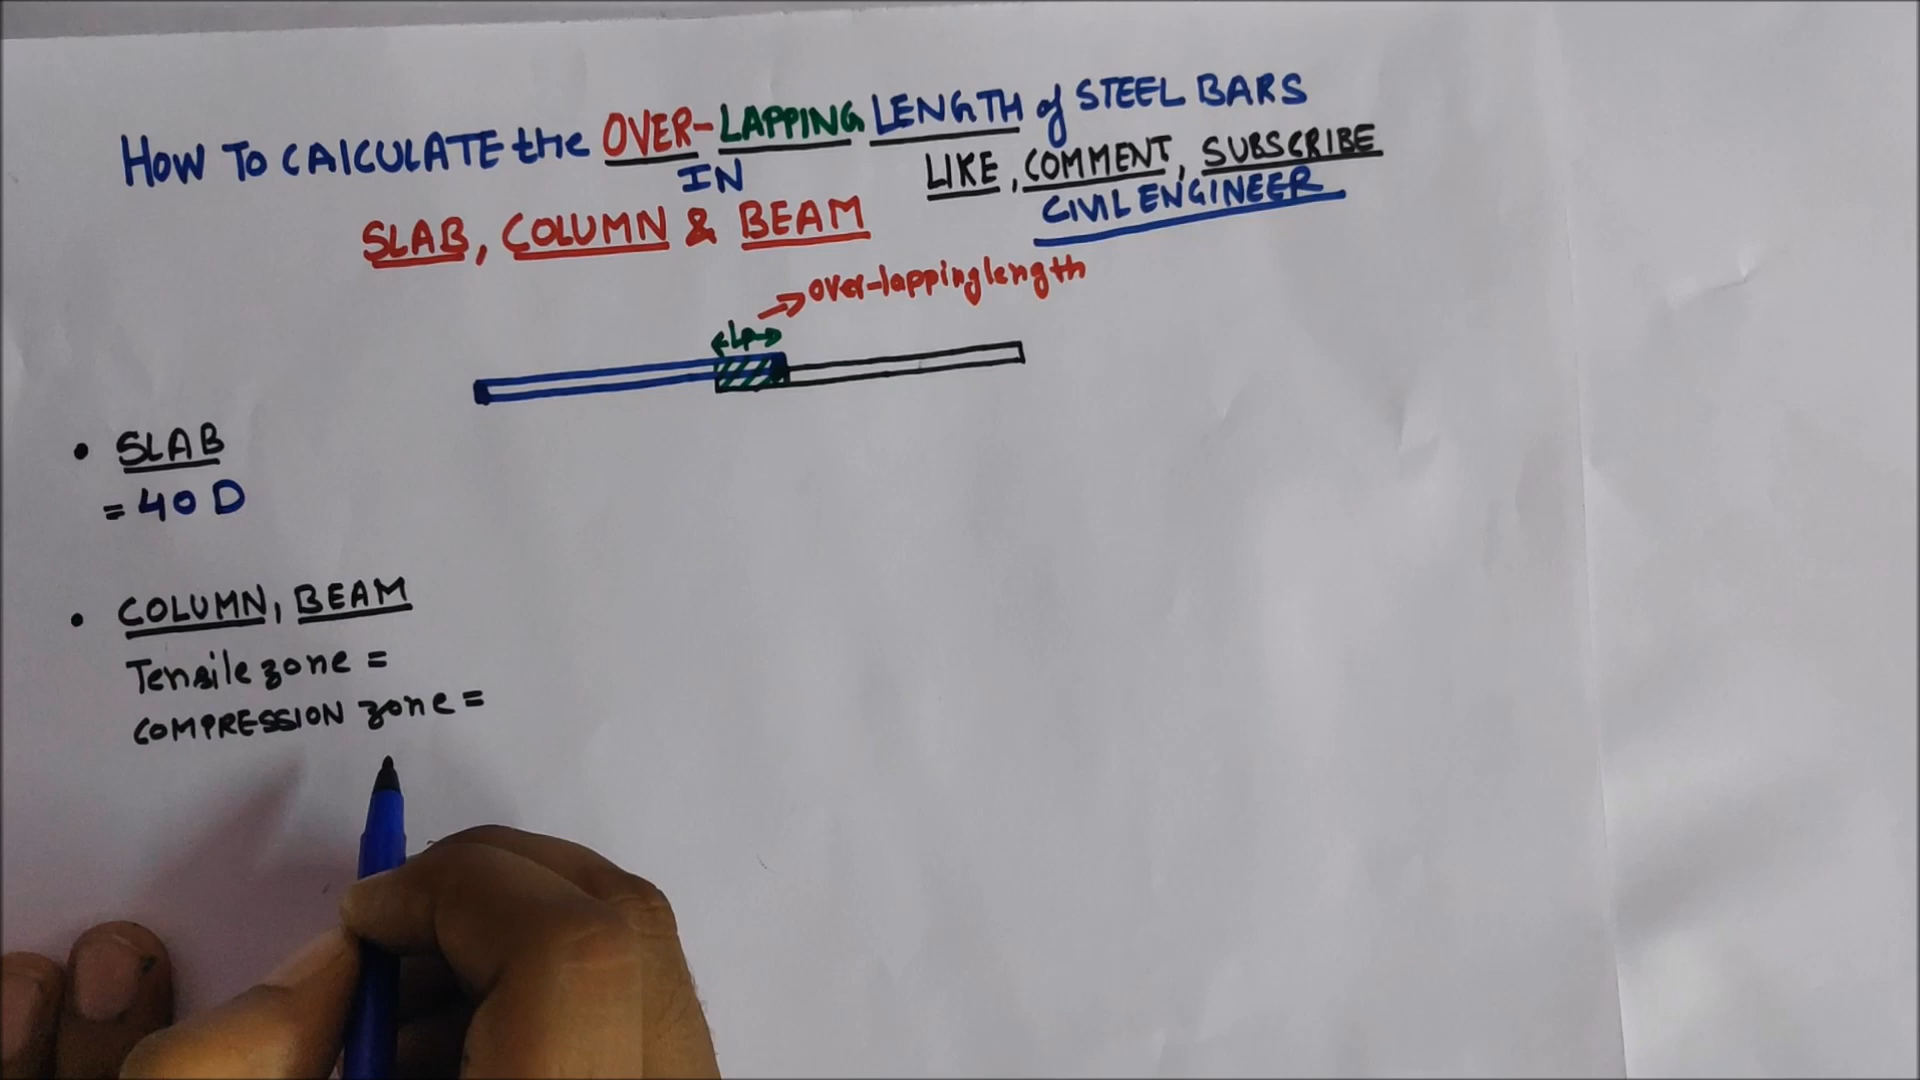 HOW TO CALCULATE the OVER-LAPPING LENGTH of STEEL BARS
IN
SLAB, COLUMN & BEAM
LIKE, COMMENT, SUBSCRIBE
CIVIL ENGINEER
over-lapping length
• SLAB
= 40 D
• COLUMN, BEAM
Tensile zone =
COMPRESSION zone =